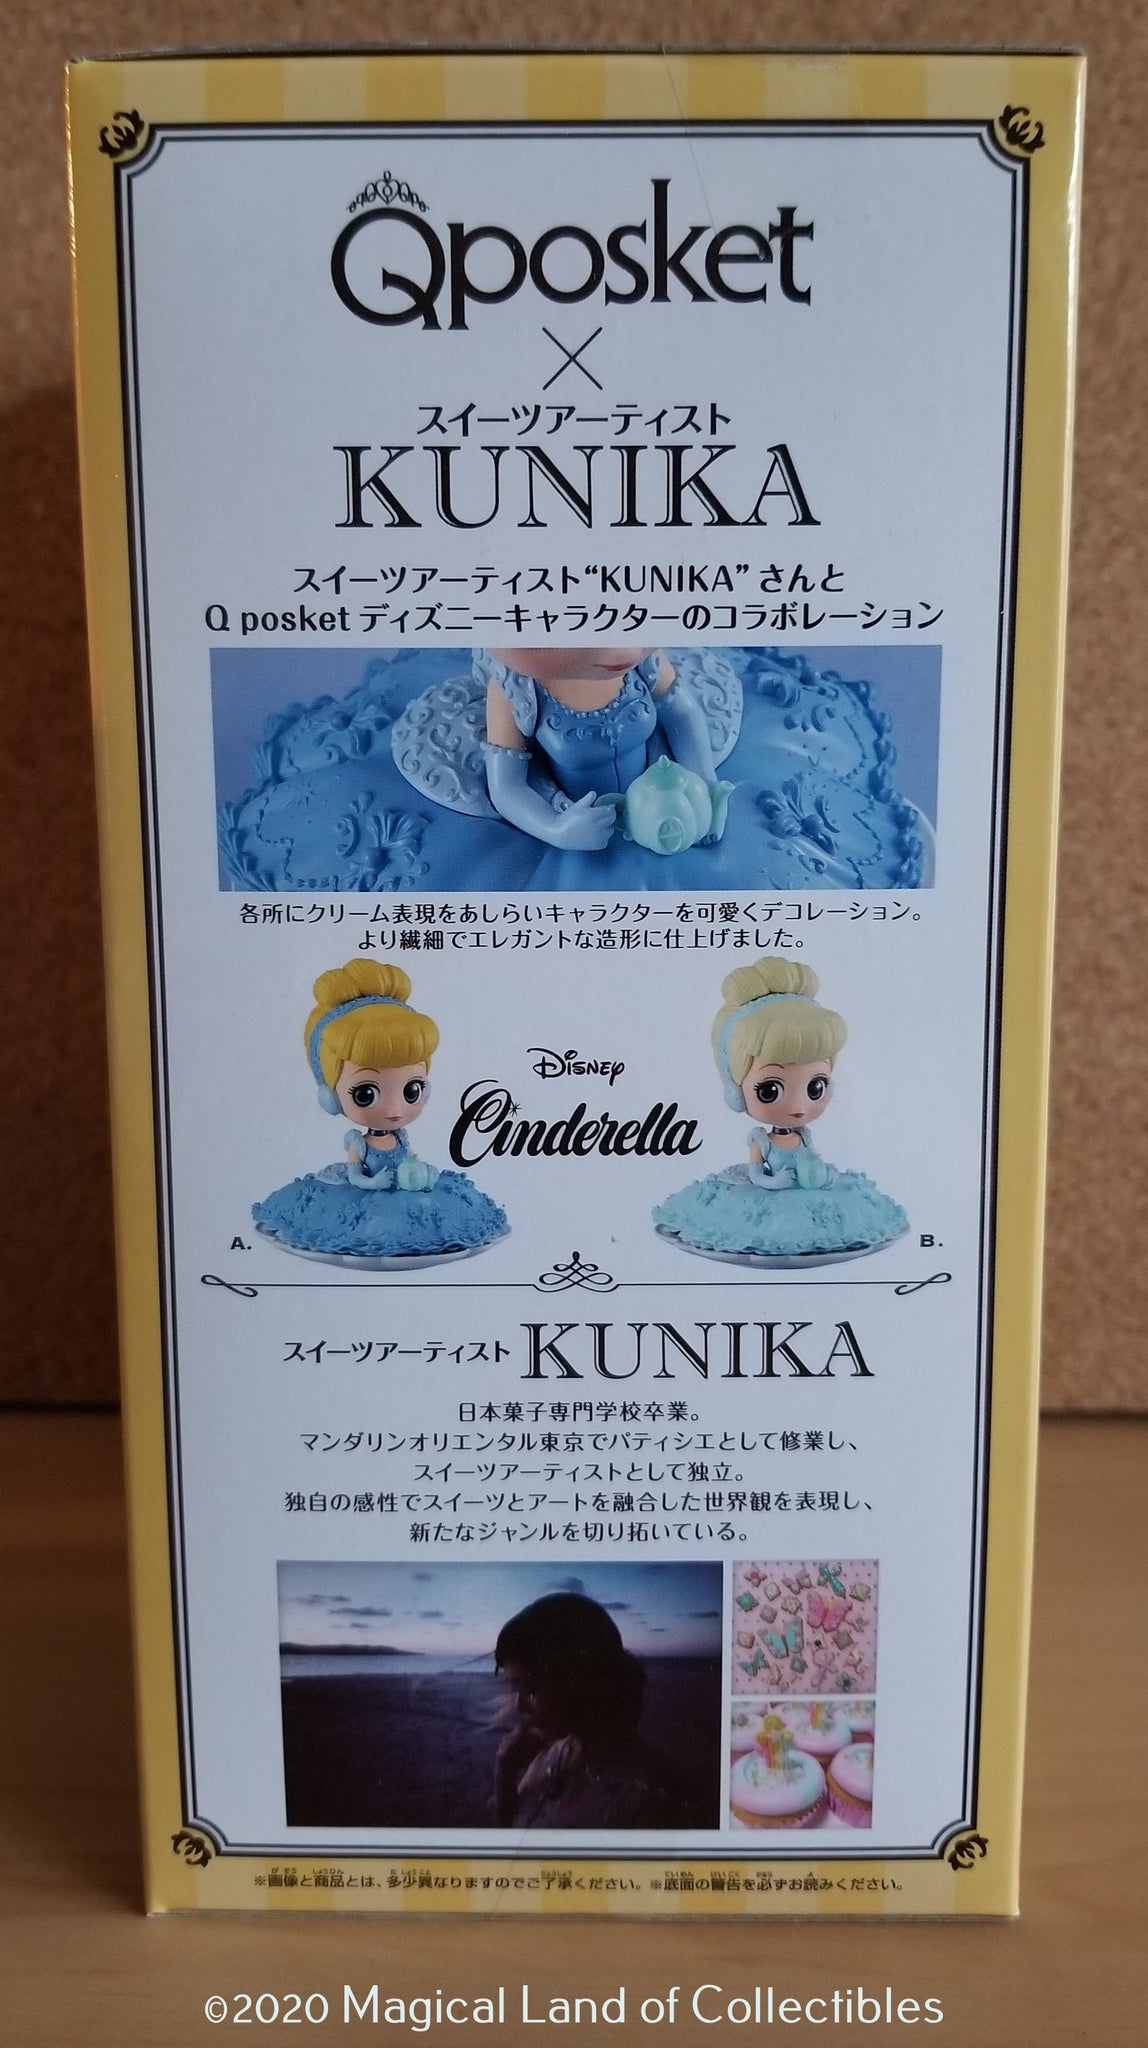 Qposket
×
スイーツアーティスト
KUNIKA
スイーツアーティスト“KUNIKA”さんと
Q posket ディズニーキャラクターのコラボレーション
各所にクリーム表現をあしらいキャラクターを可愛くデコレーション。
より繊細でエレガントな造形に仕上げました。
Disney
Cinderella
A.
B.
スイーツアーティスト KUNIKA
日本菓子専門学校卒業。
マンダリンオリエンタル東京でパティシエとして修業し、
スイーツアーティストとして独立。
独自の感性でスイーツとアートを融合した世界観を表現し、
新たなジャンルを切り拓いている。
※画像と商品とは、多少異なりますのでご了承ください。※底面の警告を必ずお読みください。
©2020 Magical Land of Collectibles